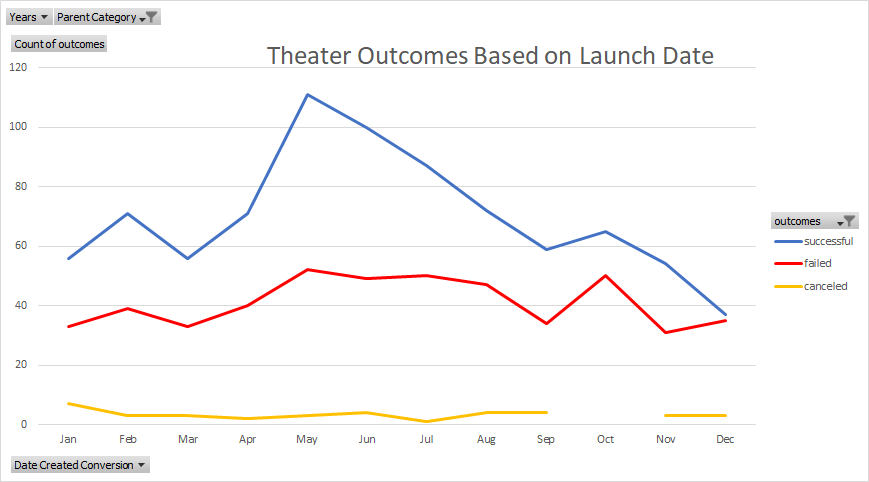 Years Parent Category
Count of outcomes
Theater Outcomes Based on Launch Date
120
100
80
60
40
20
0
Jan Feb Mar Apr May Jun Jul Aug Sep Oct Nov Dec
outcomes
successful
failed
canceled
Date Created Conversion